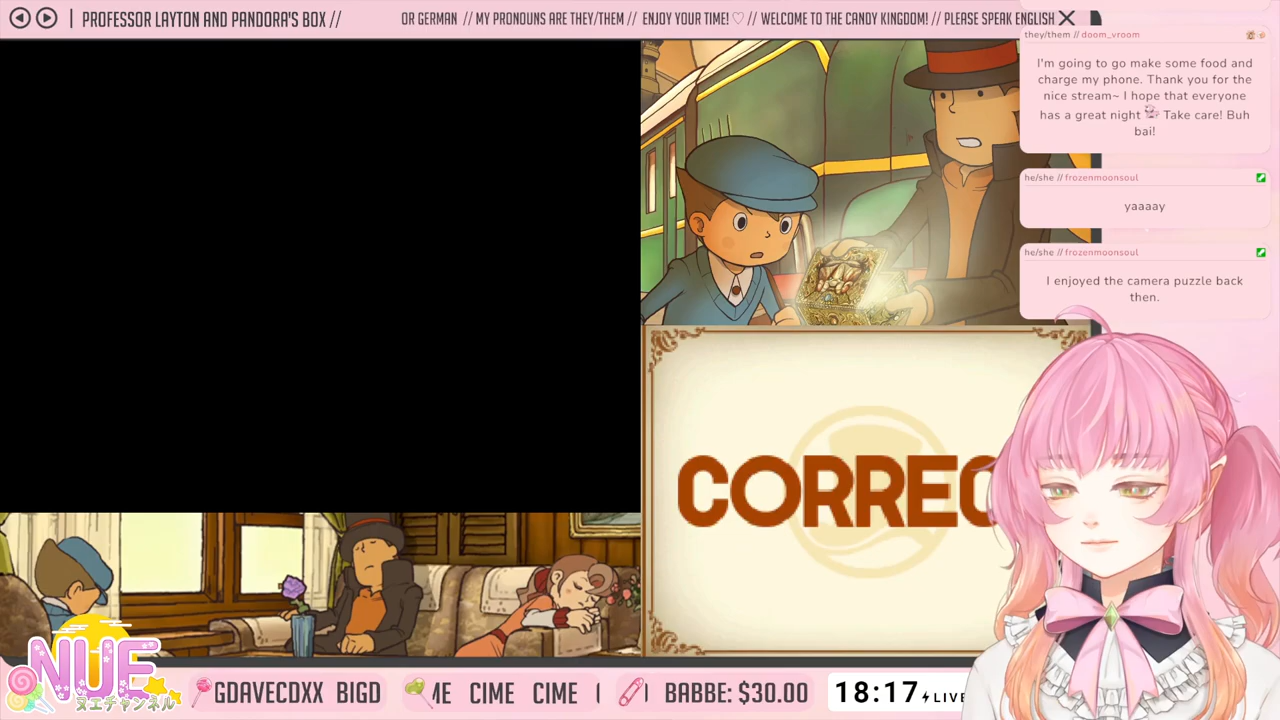 PROFESSOR LAYTON AND PANDORA'S BOX //
OR GERMAN // MY PRONOUNS ARE THEY/THEM // ENJOY YOUR TIME! ♡ // WELCOME TO THE CANDY KINGDOM! // PLEASE SPEAK ENGLISH
they/them // doom_vroom
I'm going to go make some food and
charge my phone. Thank you for the
nice stream~ I hope that everyone
has a great night Take care! Buh
bai!
he/she // frozenmoonsoul
yaaaay
he/she // frozenmoonsoul
I enjoyed the camera puzzle back
then.
CORREC
NUE
ヌエチャンネル
GDAVECDXX BIGD
ME CIME CIME
BABBE: $30.00
18:17 LIVE